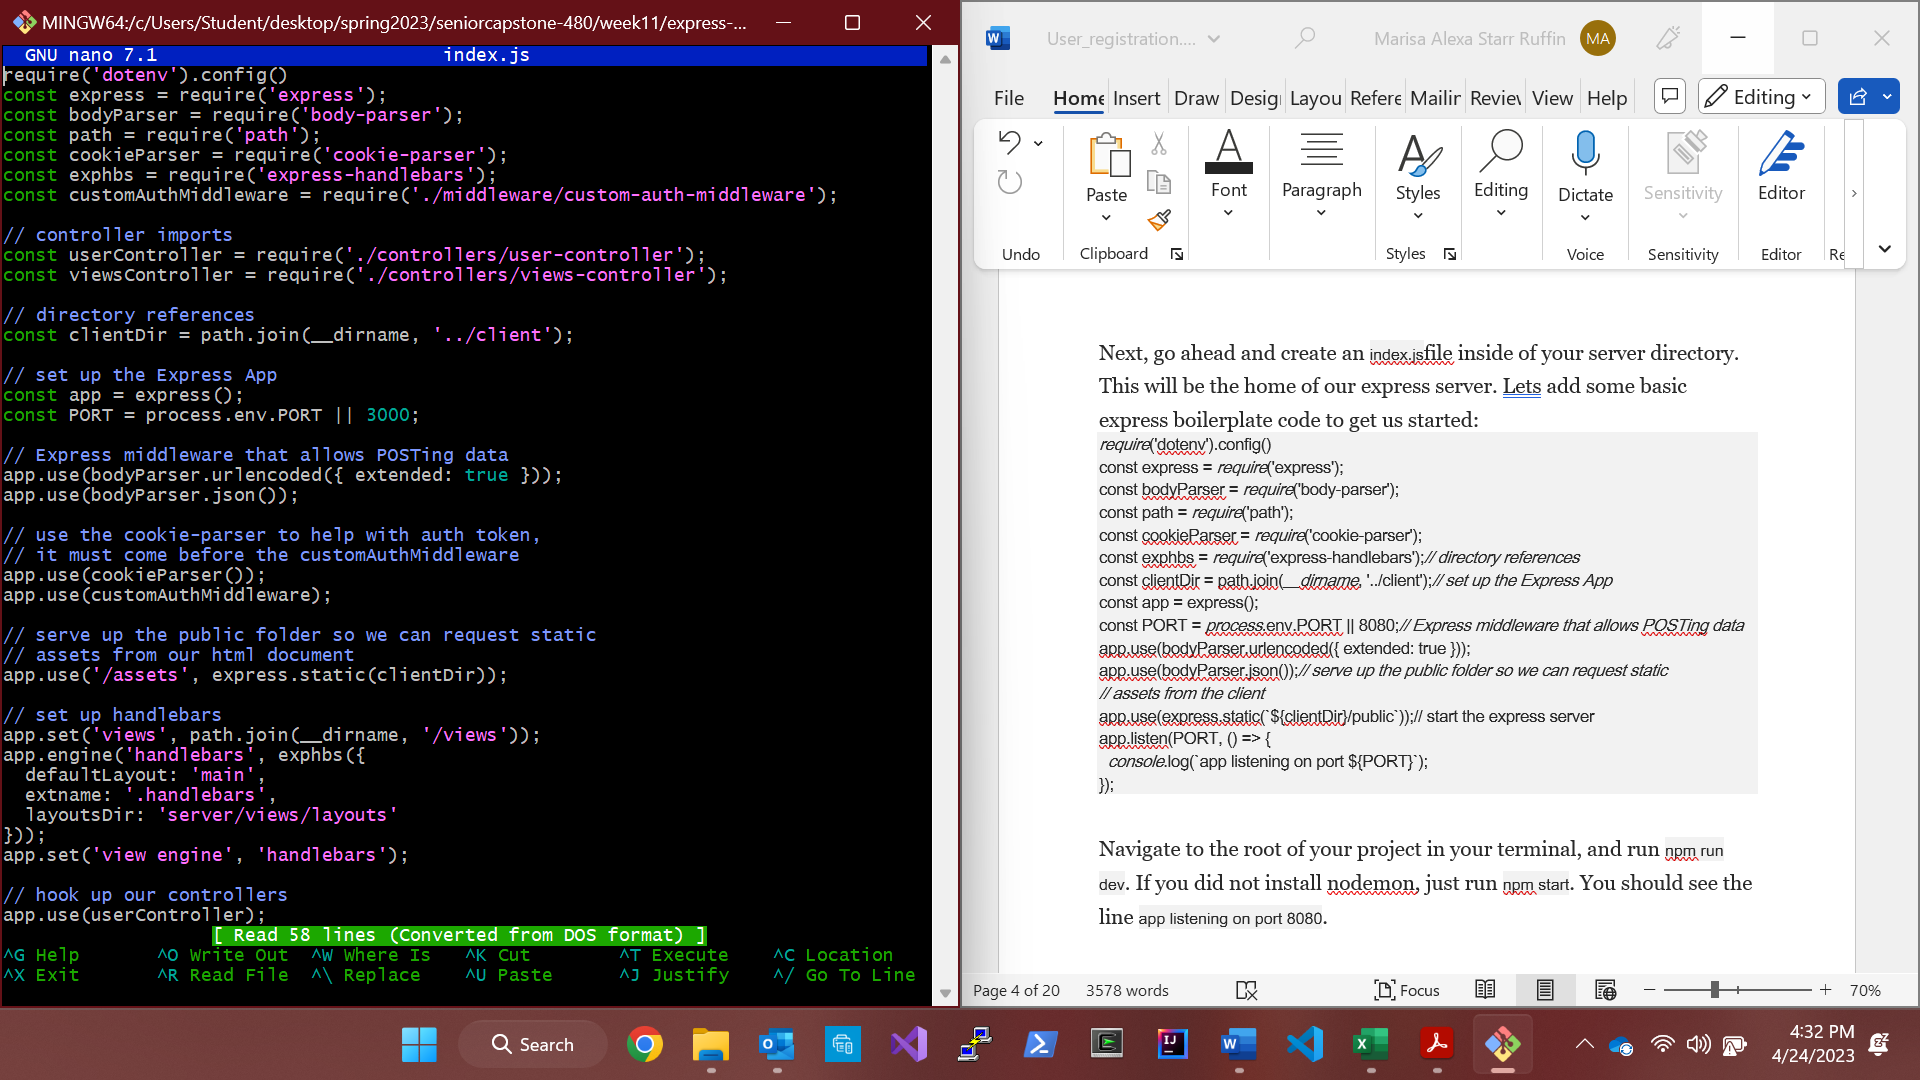 MINGW64:/c/Users/Student/desktop/spring2023/seniorcapstone-480/week11/express-...
GNU nano 7.1 index.js
require('dotenv').config()
const express = require('express');
const bodyParser = require('body-parser');
const path = require('path');
const cookieParser = require('cookie-parser');
const exphbs = require('express-handlebars');
const customAuthMiddleware = require('./middleware/custom-auth-middleware');
// controller imports
const userController = require('./controllers/user-controller');
const viewsController = require('./controllers/views-controller');
// directory references
const clientDir = path.join(__dirname, '../client');
// set up the Express App
const app = express();
const PORT = process.env.PORT || 3000;
// Express middleware that allows POSTing data
app.use(bodyParser.urlencoded({ extended: true }));
app.use(bodyParser.json());
// use the cookie-parser to help with auth token,
// it must come before the customAuthMiddleware
app.use(cookieParser());
app.use(customAuthMiddleware);
// serve up the public folder so we can request static
// assets from our html document
app.use('/assets', express.static(clientDir));
// set up handlebars
app.set('views', path.join(__dirname, '/views'));
app.engine('handlebars', exphbs({
  defaultLayout: 'main',
  extname: '.handlebars',
  layoutsDir: 'server/views/layouts'
}));
app.set('view engine', 'handlebars');
// hook up our controllers
app.use(userController);
[ Read 58 lines (Converted from DOS format) ]
^G Help ^O Write Out ^W Where Is ^K Cut ^T Execute ^C Location
^X Exit ^R Read File ^\ Replace ^U Paste ^J Justify ^/ Go To Line
User_registration.... Marisa Alexa Starr Ruffin MA
File Home Insert Draw Desig Layou Refere Mailir Reviev View Help Editing
Paste Font Paragraph Styles Editing Dictate Sensitivity Editor
Undo Clipboard Styles Voice Sensitivity Editor Re
Next, go ahead and create an index.jsfile inside of your server directory.
This will be the home of our express server. Lets add some basic
express boilerplate code to get us started:
require('dotenv').config()
const express = require('express');
const bodyParser = require('body-parser');
const path = require('path');
const cookieParser = require('cookie-parser');
const exphbs = require('express-handlebars');// directory references
const clientDir = path.join(__dirname, '../client');// set up the Express App
const app = express();
const PORT = process.env.PORT || 8080;// Express middleware that allows POSTing data
app.use(bodyParser.urlencoded({ extended: true }));
app.use(bodyParser.json());// serve up the public folder so we can request static
// assets from the client
app.use(express.static(`${clientDir}/public`));// start the express server
app.listen(PORT, () => {
  console.log(`app listening on port ${PORT}`);
});
Navigate to the root of your project in your terminal, and run npm run
dev. If you did not install nodemon, just run npm start. You should see the
line app listening on port 8080.
Page 4 of 20 3578 words Focus 70%
Search
4:32 PM
4/24/2023